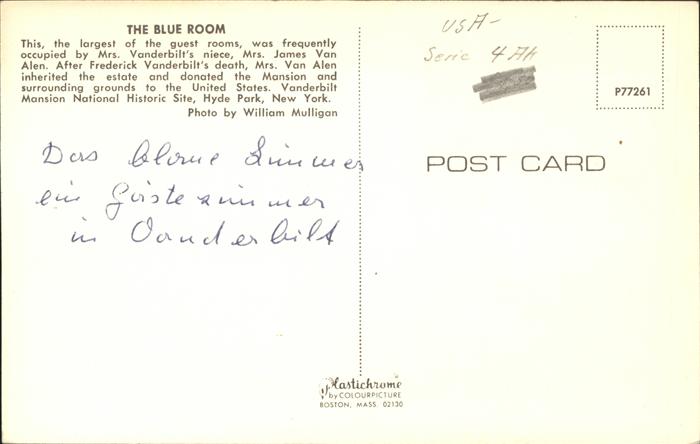 THE BLUE ROOM
This, the largest of the guest rooms, was frequently
occupied by Mrs. Vanderbilt's niece, Mrs. James Van
Alen. After Frederick Vanderbilt's death, Mrs. Van Alen
inherited the estate and donated the Mansion and
surrounding grounds to the United States. Vanderbilt
Mansion National Historic Site, Hyde Park, New York.
Photo by William Mulligan
Das blaue Zimmer
ein Gästezimmer
in Vanderbilt
USA-
Serie 4 Ah
P77261
POST CARD
Plastichrome
by COLOURPICTURE
BOSTON, MASS. 02130